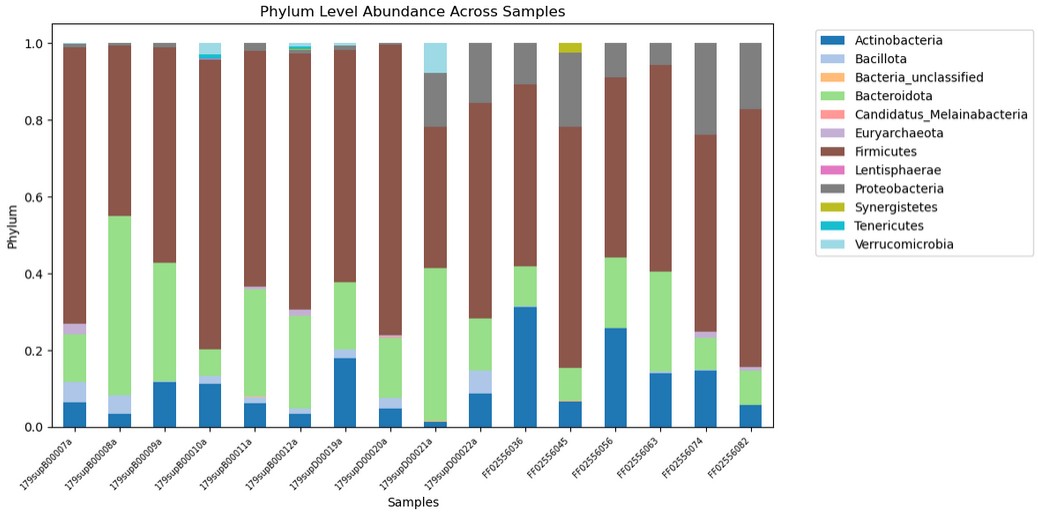 Phylum Level Abundance Across Samples
Phylum
1.0
0.8
0.6
0.4
0.2
0.0
179supB00007a
179supB00008a
179supB00009a
179supB00010a
179supB00011a
179supB00012a
179supD00019a
179supD00020a
179supD00021a
179supD00022a
FF02556036
FF02556045
FF02556056
FF02556063
FF02556074
FF02556082
Samples
Actinobacteria
Bacillota
Bacteria_unclassified
Bacteroidota
Candidatus_Melainabacteria
Euryarchaeota
Firmicutes
Lentisphaerae
Proteobacteria
Synergistetes
Tenericutes
Verrucomicrobia